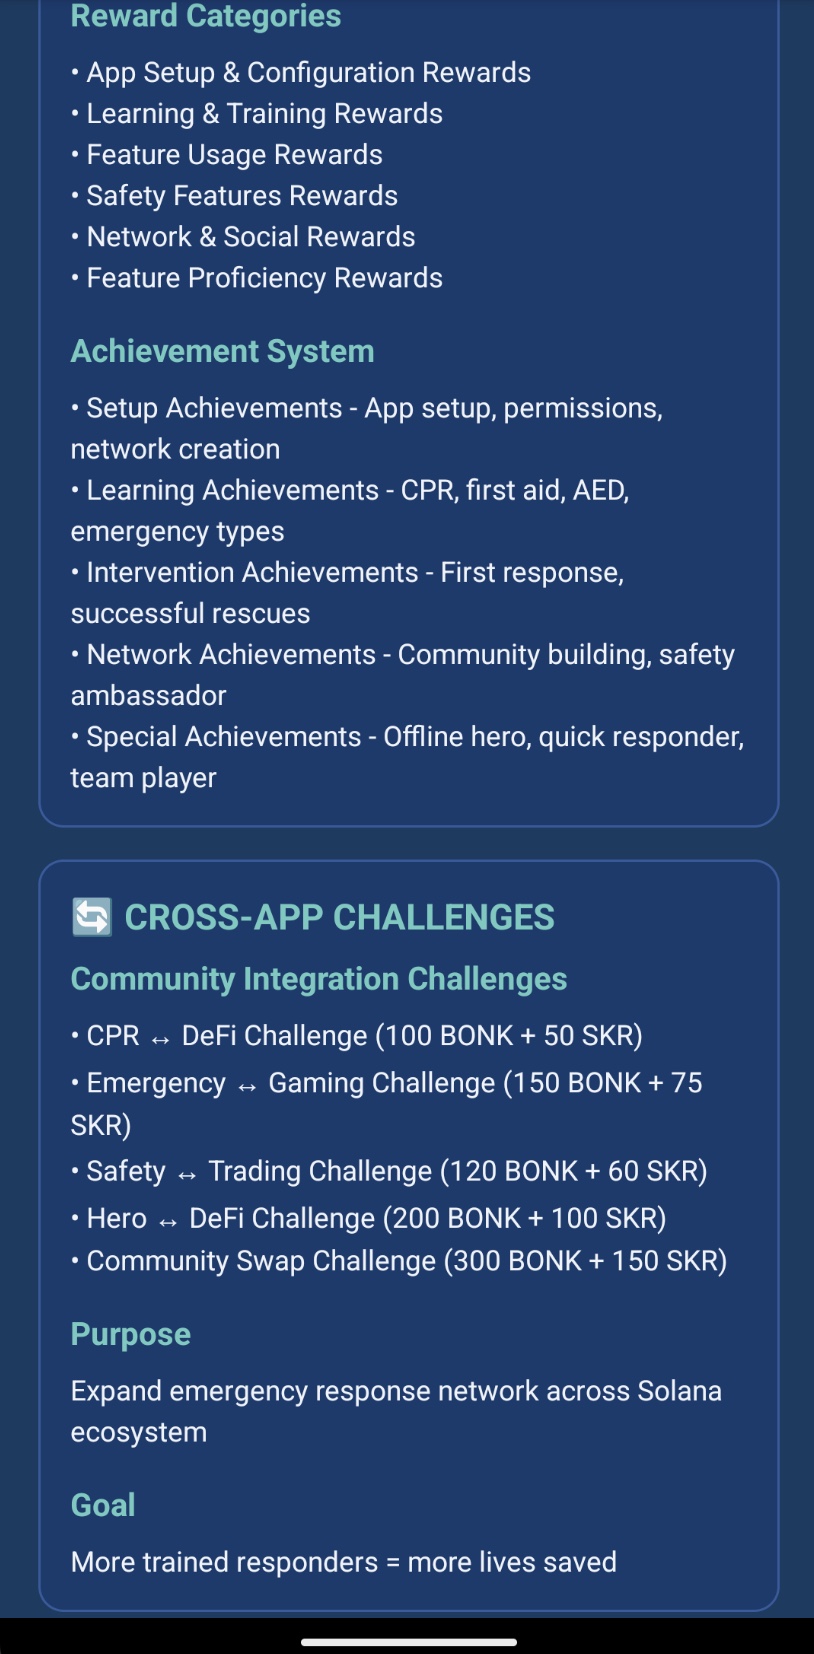 Reward Categories
• App Setup & Configuration Rewards
• Learning & Training Rewards
• Feature Usage Rewards
• Safety Features Rewards
• Network & Social Rewards
• Feature Proficiency Rewards
Achievement System
• Setup Achievements - App setup, permissions,
network creation
• Learning Achievements - CPR, first aid, AED,
emergency types
• Intervention Achievements - First response,
successful rescues
• Network Achievements - Community building, safety
ambassador
• Special Achievements - Offline hero, quick responder,
team player
🔄 CROSS-APP CHALLENGES
Community Integration Challenges
• CPR ↔ DeFi Challenge (100 BONK + 50 SKR)
• Emergency ↔ Gaming Challenge (150 BONK + 75
SKR)
• Safety ↔ Trading Challenge (120 BONK + 60 SKR)
• Hero ↔ DeFi Challenge (200 BONK + 100 SKR)
• Community Swap Challenge (300 BONK + 150 SKR)
Purpose
Expand emergency response network across Solana
ecosystem
Goal
More trained responders = more lives saved